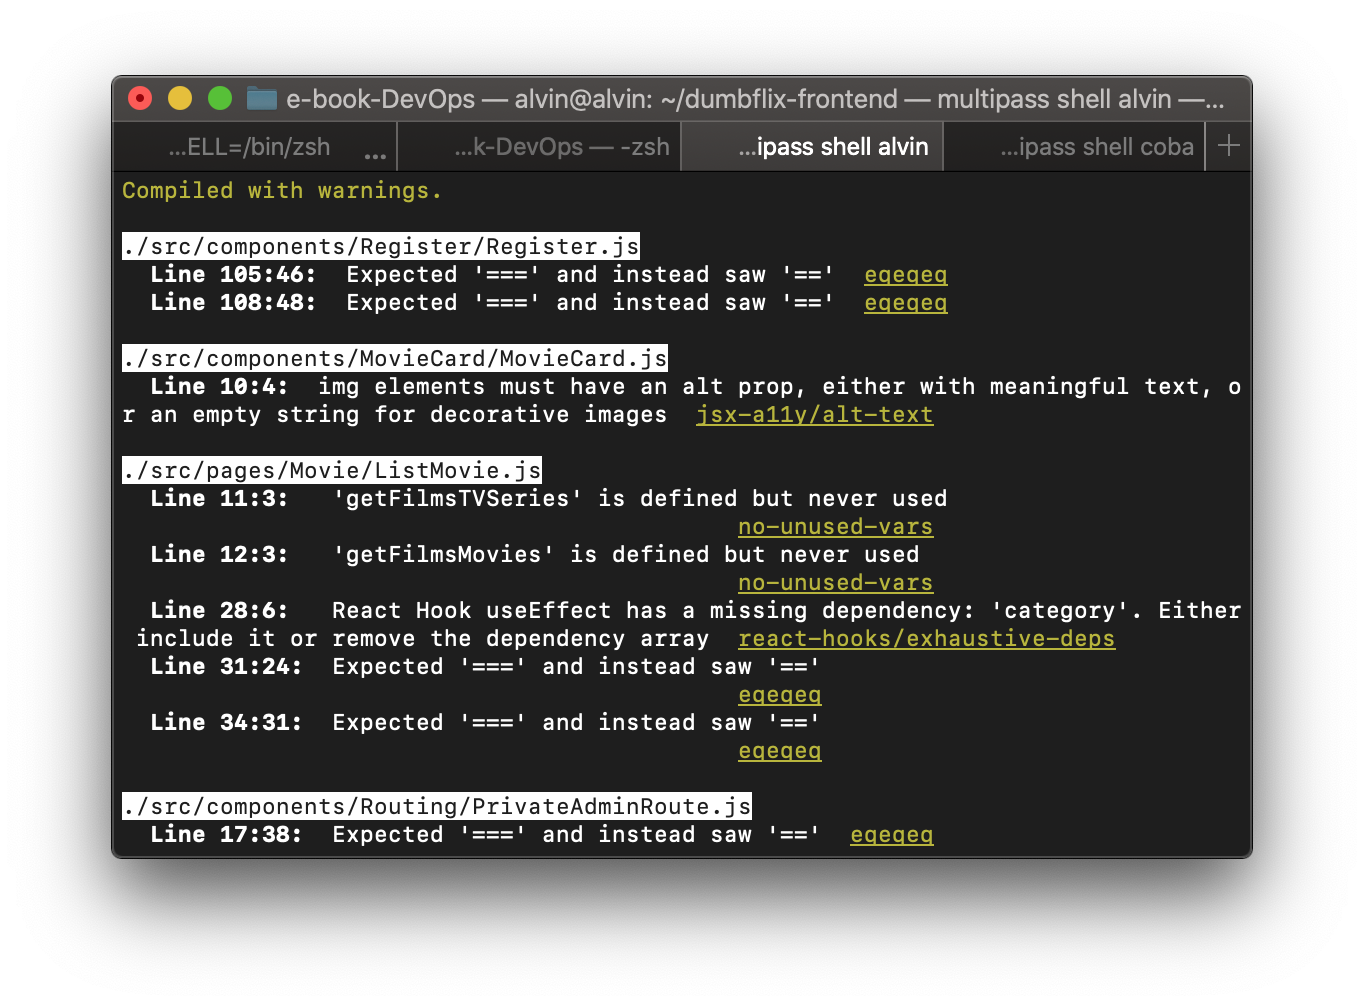 e-book-DevOps — alvin@alvin: ~/dumbflix-frontend — multipass shell alvin —...
...ELL=/bin/zsh ... ...k-DevOps — -zsh ...ipass shell alvin ...ipass shell coba +
Compiled with warnings.
./src/components/Register/Register.js
Line 105:46: Expected '===' and instead saw '==' eqeqeq
Line 108:48: Expected '===' and instead saw '==' eqeqeq
./src/components/MovieCard/MovieCard.js
Line 10:4: img elements must have an alt prop, either with meaningful text, o
r an empty string for decorative images jsx-a11y/alt-text
./src/pages/Movie/ListMovie.js
Line 11:3: 'getFilmsTVSeries' is defined but never used
no-unused-vars
Line 12:3: 'getFilmsMovies' is defined but never used
no-unused-vars
Line 28:6: React Hook useEffect has a missing dependency: 'category'. Either
include it or remove the dependency array react-hooks/exhaustive-deps
Line 31:24: Expected '===' and instead saw '=='
eqeqeq
Line 34:31: Expected '===' and instead saw '=='
eqeqeq
./src/components/Routing/PrivateAdminRoute.js
Line 17:38: Expected '===' and instead saw '==' eqeqeq